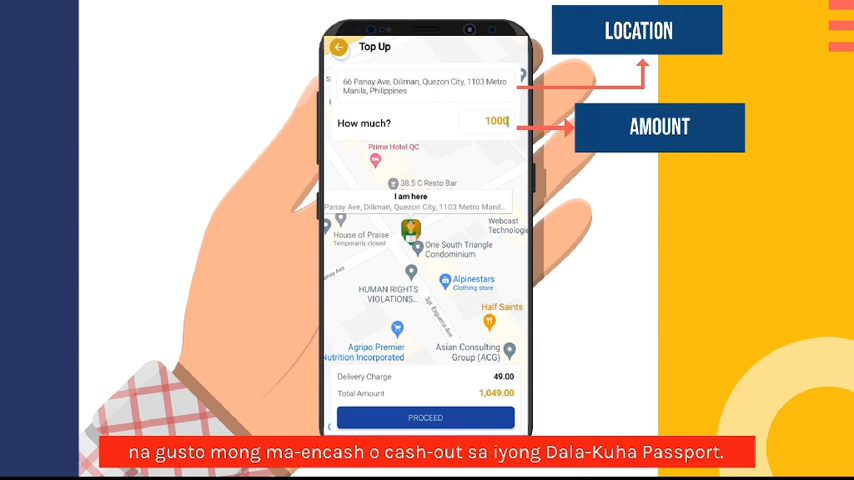 LOCATION
Top Up
66 Panay Ave, Diliman, Quezon City, 1103 Metro
Manila, Philippines
How much?
1000
AMOUNT
Prime Hotel QC
38.5 C Resto Bar
I am here
Panay Ave, Diliman, Quezon City, 1103 Metro Manil...
House of Praise
Temporarily closed
Webcast
Technologie
One South Triangle
Condominium
Alpinestars
Clothing store
HUMAN RIGHTS
VIOLATIONS...
Sgt. Esguerra Ave
Half Saints
Agripo Premier
Nutrition Incorporated
Asian Consulting
Group (ACG)
Delivery Charge
49.00
Total Amount
1,049.00
PROCEED
na gusto mong ma-encash o cash-out sa iyong Dala-Kuha Passport.